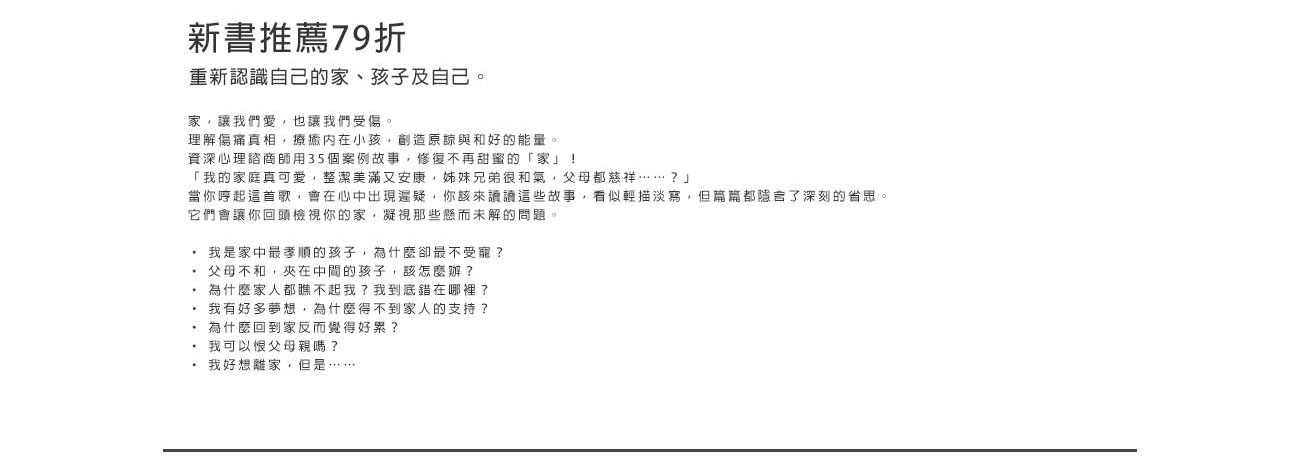 新書推薦79折
重新認識自己的家、孩子及自己。
家，讓我們愛，也讓我們受傷。
理解傷痛真相，療癒內在小孩，創造原諒與和好的能量。
資深心理諮商師用35個案例故事，修復不再甜蜜的「家」！
「我的家庭真可愛，整潔美滿又安康，姊妹兄弟很和氣，父母都慈祥⋯⋯？」
當你哼起這首歌，會在心中出現遲疑，你該來讀讀這些故事，看似輕描淡寫，但篇篇都隱含了深刻的省思。
它們會讓你回頭檢視你的家，凝視那些懸而未解的問題。
• 我是家中最孝順的孩子，為什麼卻最不受寵？
• 父母不和，夾在中間的孩子，該怎麼辦？
• 為什麼家人都瞧不起我？我到底錯在哪裡？
• 我有好多夢想，為什麼得不到家人的支持？
• 為什麼回到家反而覺得好累？
• 我可以恨父母親嗎？
• 我好想離家，但是⋯⋯